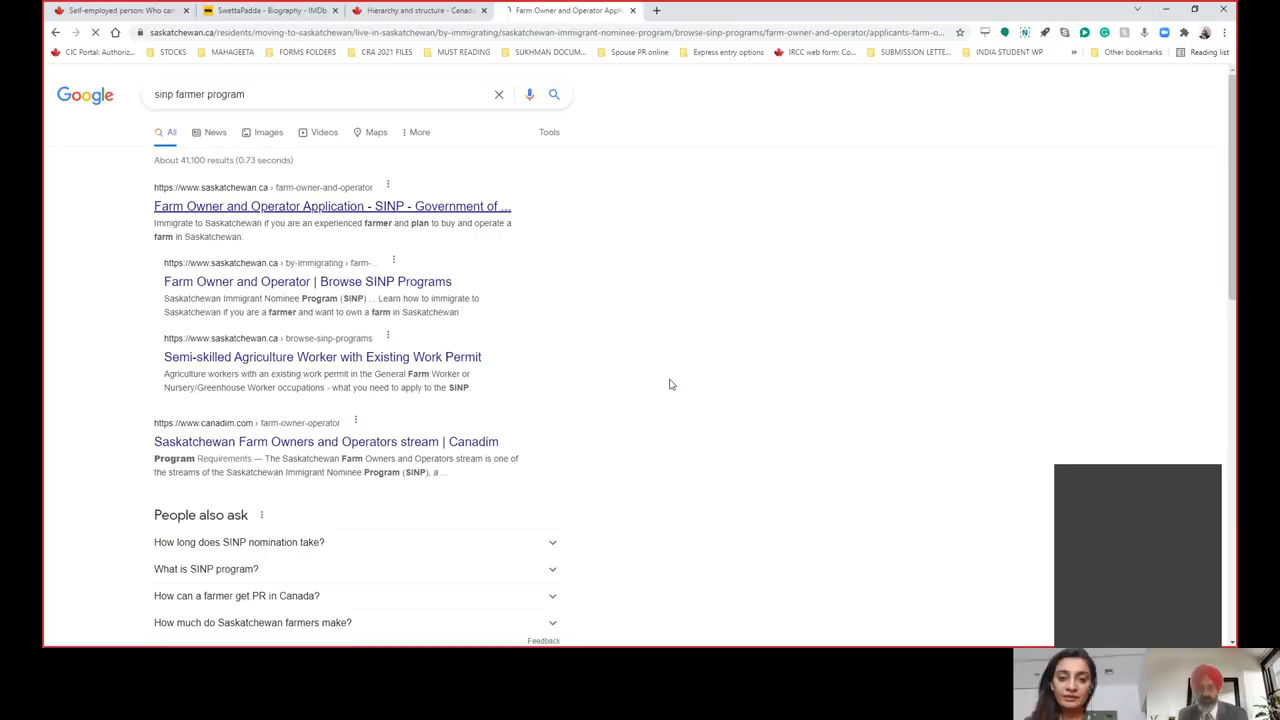 Self-employed person: Who can
SwettaPadda - Biography - IMDb
Hierarchy and structure - Canada
Farm Owner and Operator Appli
saskatchewan.ca/residents/moving-to-saskatchewan/live-in-saskatchewan/by-immigrating/saskatchewan-immigrant-nominee-program/browse-sinp-programs/farm-owner-and-operator/applicants-farm-o...
CIC Portal: Authoriz...
STOCKS
MAHAGEETA
FORMS FOLDERS
CRA 2021 FILES
MUST READING
SUKHMAN DOCUM...
Spouse PR online
Express entry options
IRCC web form: Co...
SUBMISSION LETTE...
INDIA STUDENT WP
»
Other bookmarks
Reading list
Google
sinp farmer program
All
News
Images
Videos
Maps
More
Tools
About 41,100 results (0.73 seconds)
https://www.saskatchewan.ca › farm-owner-and-operator
Farm Owner and Operator Application - SINP - Government of ...
Immigrate to Saskatchewan if you are an experienced farmer and plan to buy and operate a
farm in Saskatchewan.
https://www.saskatchewan.ca › by-immigrating › farm-...
Farm Owner and Operator | Browse SINP Programs
Saskatchewan Immigrant Nominee Program (SINP) ... Learn how to immigrate to
Saskatchewan if you are a farmer and want to own a farm in Saskatchewan
https://www.saskatchewan.ca › browse-sinp-programs
Semi-skilled Agriculture Worker with Existing Work Permit
Agriculture workers with an existing work permit in the General Farm Worker or
Nursery/Greenhouse Worker occupations - what you need to apply to the SINP.
https://www.canadim.com › farm-owner-operator
Saskatchewan Farm Owners and Operators stream | Canadim
Program Requirements — The Saskatchewan Farm Owners and Operators stream is one of
the streams of the Saskatchewan Immigrant Nominee Program (SINP), a ...
People also ask
How long does SINP nomination take?
What is SINP program?
How can a farmer get PR in Canada?
How much do Saskatchewan farmers make?
Feedback